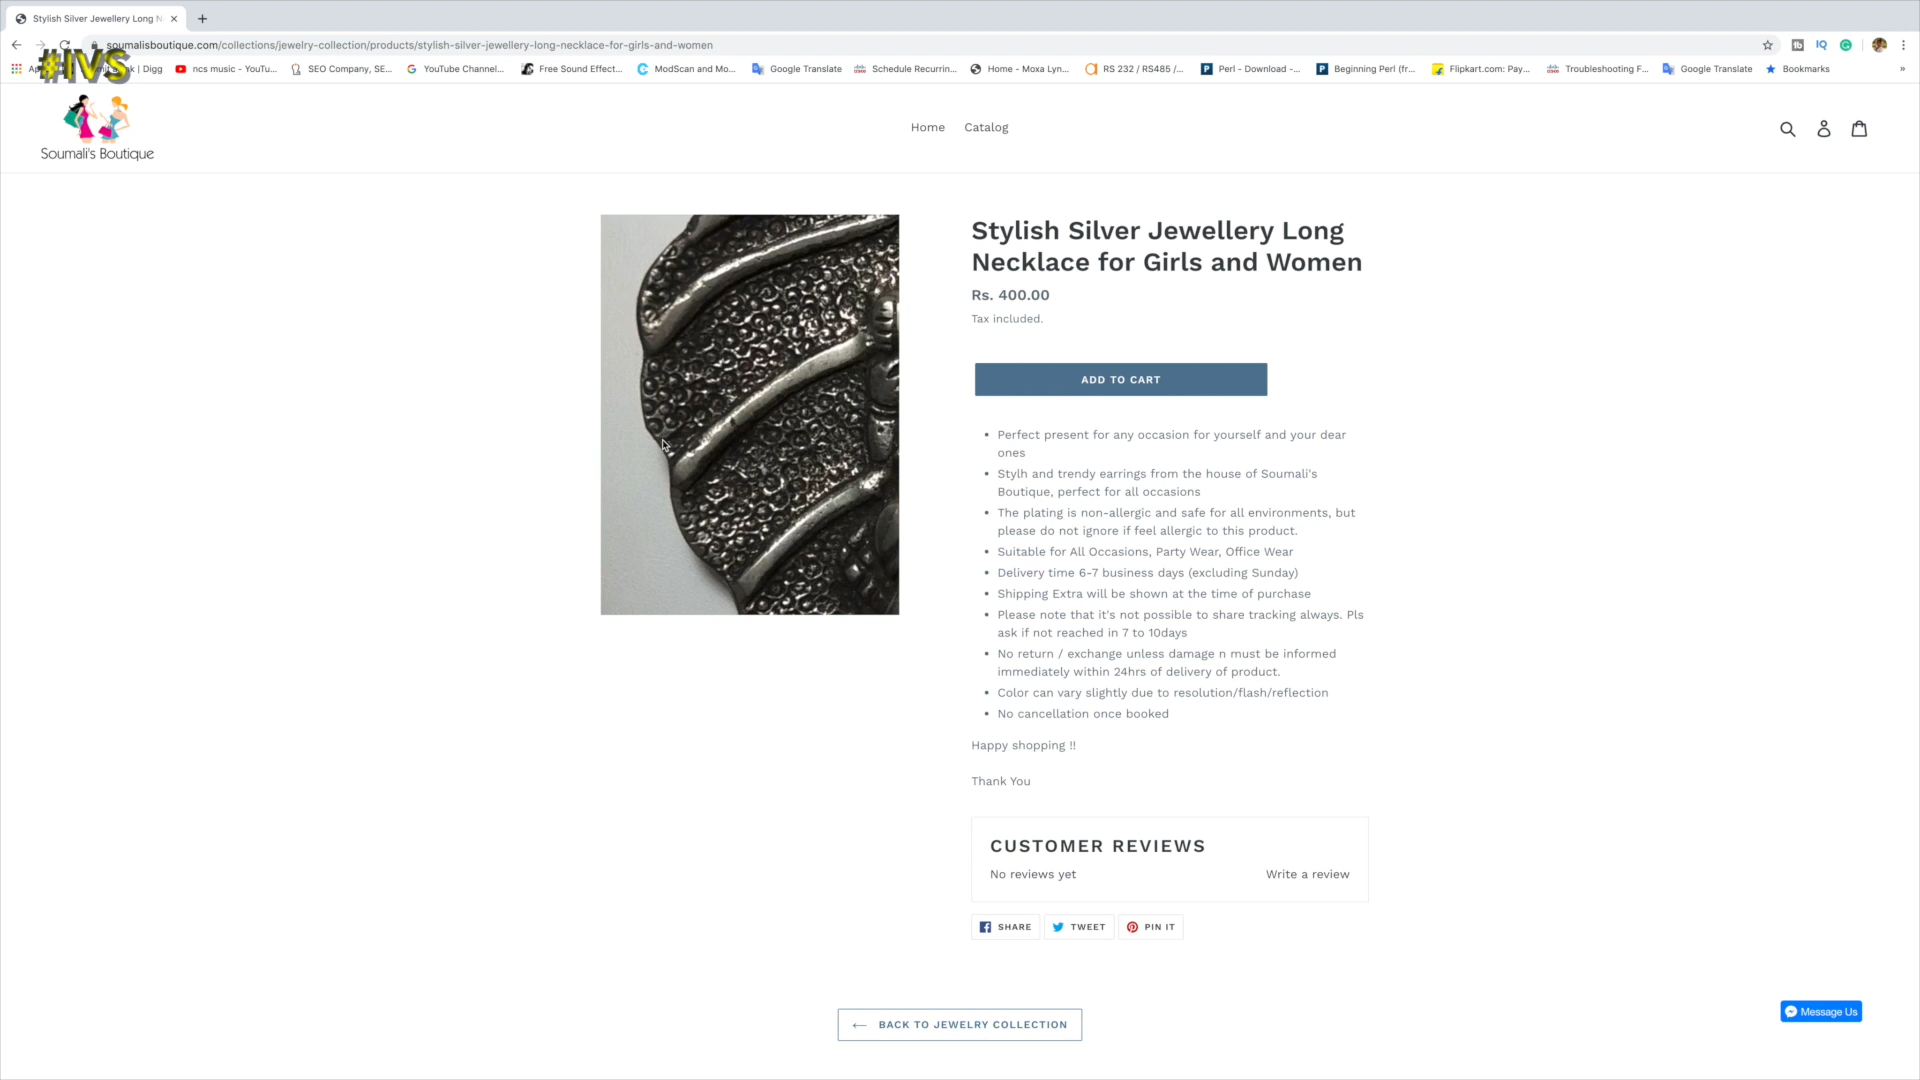 Stylish Silver Jewellery Long N
soumalisboutique.com/collections/jewelry-collection/products/stylish-silver-jewellery-long-necklace-for-girls-and-women
#IVS
k | Digg
ncs music - YouTu...
SEO Company, SE...
YouTube Channel...
Free Sound Effect...
ModScan and Mo...
Google Translate
Schedule Recurrin...
Home - Moxa Lyn...
RS 232 / RS485 /...
Perl - Download -...
Beginning Perl (fr...
Flipkart.com: Pay...
Troubleshooting F...
Google Translate
Bookmarks
Soumali's Boutique
Home
Catalog
Stylish Silver Jewellery Long
Necklace for Girls and Women
Rs. 400.00
Tax included.
ADD TO CART
• Perfect present for any occasion for yourself and your dear
ones
• Stylh and trendy earrings from the house of Soumali's
Boutique, perfect for all occasions
• The plating is non-allergic and safe for all environments, but
please do not ignore if feel allergic to this product.
• Suitable for All Occasions, Party Wear, Office Wear
• Delivery time 6-7 business days (excluding Sunday)
• Shipping Extra will be shown at the time of purchase
• Please note that it's not possible to share tracking always. Pls
ask if not reached in 7 to 10days
• No return / exchange unless damage n must be informed
immediately within 24hrs of delivery of product.
• Color can vary slightly due to resolution/flash/reflection
• No cancellation once booked
Happy shopping !!
Thank You
CUSTOMER REVIEWS
No reviews yet
Write a review
SHARE
TWEET
PIN IT
BACK TO JEWELRY COLLECTION
Message Us